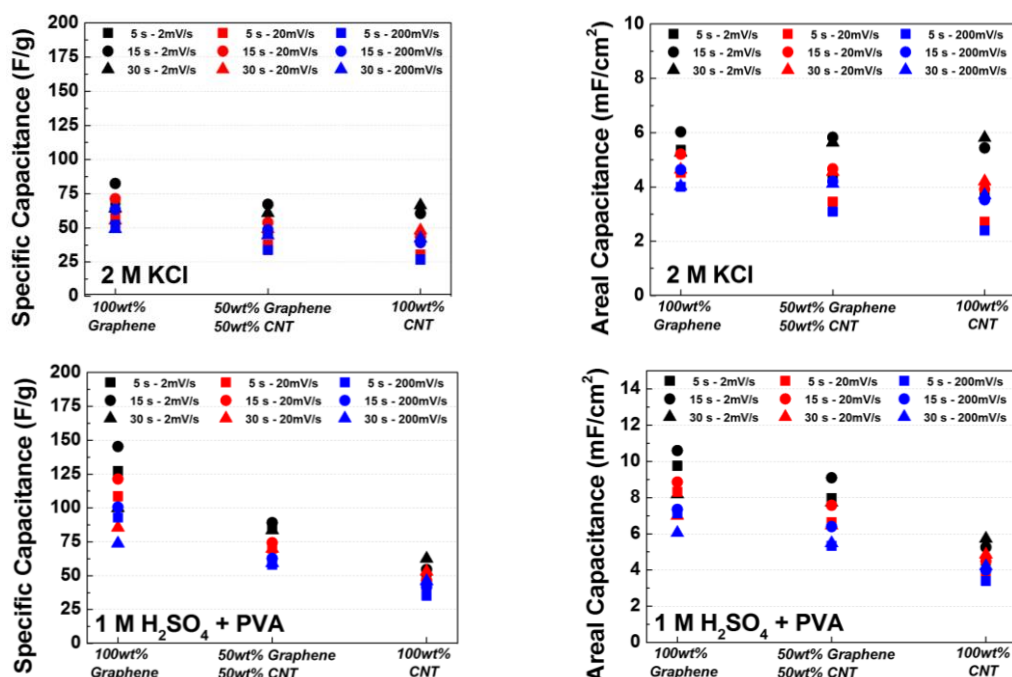 200
175
150
125
100
75
50
25
0
Specific Capacitance (F/g)
5 s - 2mV/s 5 s - 20mV/s 5 s - 200mV/s
15 s - 2mV/s 15 s - 20mV/s 15 s - 200mV/s
30 s - 2mV/s 30 s - 20mV/s 30 s - 200mV/s
2 M KCl
100wt% 50wt% Graphene 100wt%
Graphene 50wt% CNT CNT
10
8
6
4
2
0
Areal Capacitance (mF/cm²)
5 s - 2mV/s 5 s - 20mV/s 5 s - 200mV/s
15 s - 2mV/s 15 s - 20mV/s 15 s - 200mV/s
30 s - 2mV/s 30 s - 20mV/s 30 s - 200mV/s
2 M KCl
100wt% 50wt% Graphene 100wt%
Graphene 50wt% CNT CNT
200
175
150
125
100
75
50
25
0
Specific Capacitance (F/g)
5 s - 2mV/s 5 s - 20mV/s 5 s - 200mV/s
15 s - 2mV/s 15 s - 20mV/s 15 s - 200mV/s
30 s - 2mV/s 30 s - 20mV/s 30 s - 200mV/s
1 M H₂SO₄ + PVA
100wt% 50wt% Graphene 100wt%
Graphene 50wt% CNT CNT
14
12
10
8
6
4
2
0
Areal Capacitance (mF/cm²)
5 s - 2mV/s 5 s - 20mV/s 5 s - 200mV/s
15 s - 2mV/s 15 s - 20mV/s 15 s - 200mV/s
30 s - 2mV/s 30 s - 20mV/s 30 s - 200mV/s
1 M H₂SO₄ + PVA
100wt% 50wt% Graphene 100wt%
Graphene 50wt% CNT CNT